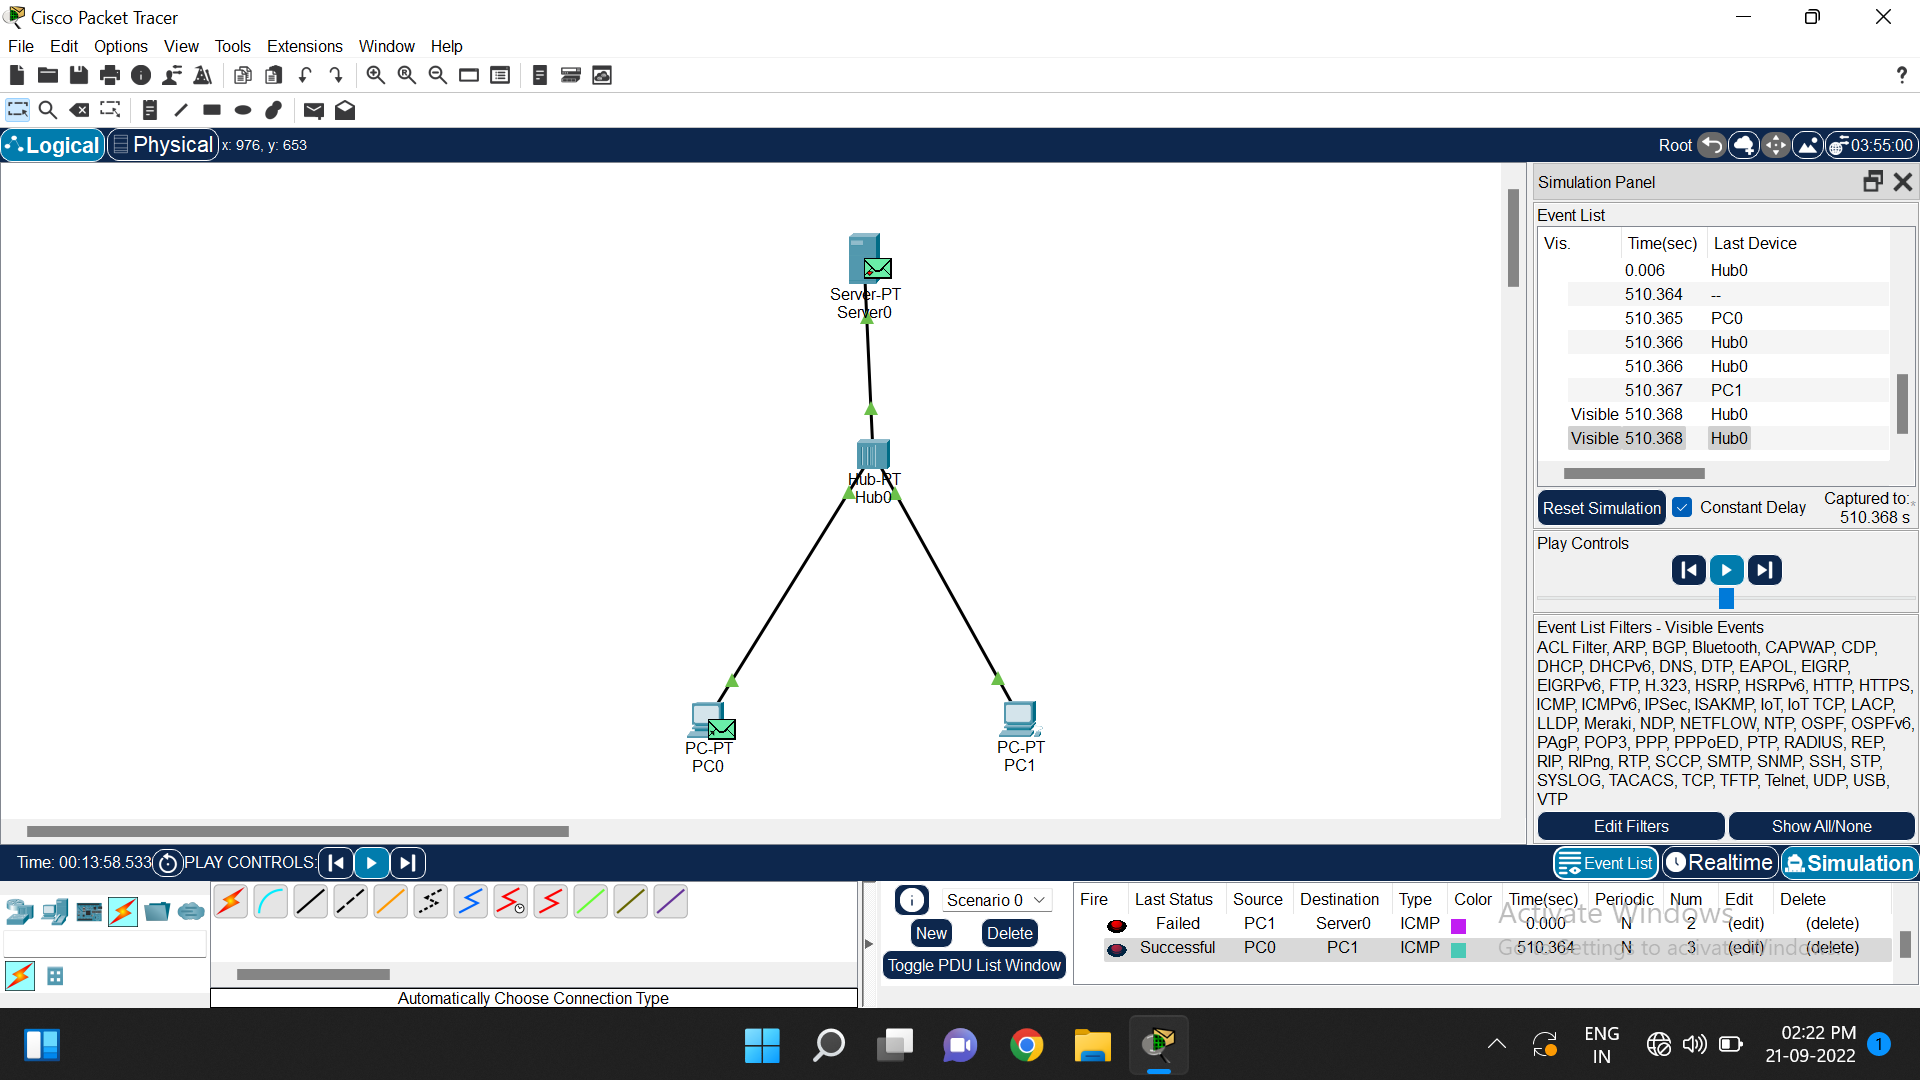 Cisco Packet Tracer
File Edit Options View Tools Extensions Window Help
?
Logical Physical x: 976, y: 653
Root 03:55:00
Server-PT
Server0
Hub-PT
Hub0
PC-PT
PC0
PC-PT
PC1
Simulation Panel
Event List
Vis. Time(sec) Last Device
0.006 Hub0
510.364 --
510.365 PC0
510.366 Hub0
510.366 Hub0
510.367 PC1
Visible 510.368 Hub0
Visible 510.368 Hub0
Reset Simulation Constant Delay Captured to:
510.368 s
Play Controls
Event List Filters - Visible Events
ACL Filter, ARP, BGP, Bluetooth, CAPWAP, CDP,
DHCP, DHCPv6, DNS, DTP, EAPOL, EIGRP,
EIGRPv6, FTP, H.323, HSRP, HSRPv6, HTTP, HTTPS,
ICMP, ICMPv6, IPSec, ISAKMP, IoT, IoT TCP, LACP,
LLDP, Meraki, NDP, NETFLOW, NTP, OSPF, OSPFv6,
PAgP, POP3, PPP, PPPoED, PTP, RADIUS, REP,
RIP, RIPng, RTP, SCCP, SMTP, SNMP, SSH, STP,
SYSLOG, TACACS, TCP, TFTP, Telnet, UDP, USB,
VTP
Edit Filters Show All/None
Time: 00:13:58.533 PLAY CONTROLS:
Event List Realtime Simulation
Automatically Choose Connection Type
Scenario 0
New Delete
Toggle PDU List Window
Fire Last Status Source Destination Type Color Time(sec) Periodic Num Edit Delete
Failed PC1 Server0 ICMP 0.000 N 2 (edit) (delete)
Successful PC0 PC1 ICMP 510.364 N 3 (edit) (delete)
Activate Windows
Go to Settings to activate Windows.
ENG
IN
02:22 PM
21-09-2022
1